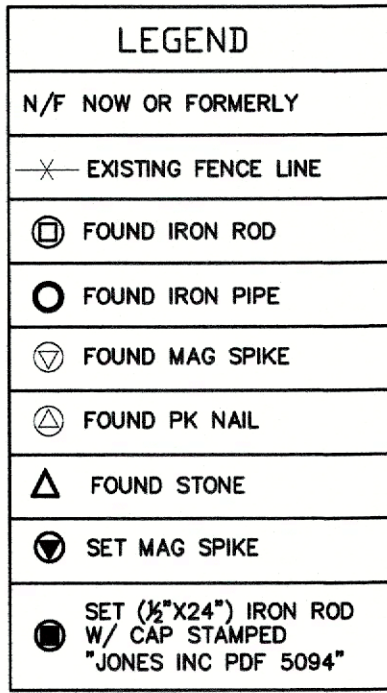 LEGEND
N/F NOW OR FORMERLY
EXISTING FENCE LINE
FOUND IRON ROD
FOUND IRON PIPE
FOUND MAG SPIKE
FOUND PK NAIL
FOUND STONE
SET MAG SPIKE
SET (½"X24") IRON ROD
W/ CAP STAMPED
"JONES INC PDF 5094"